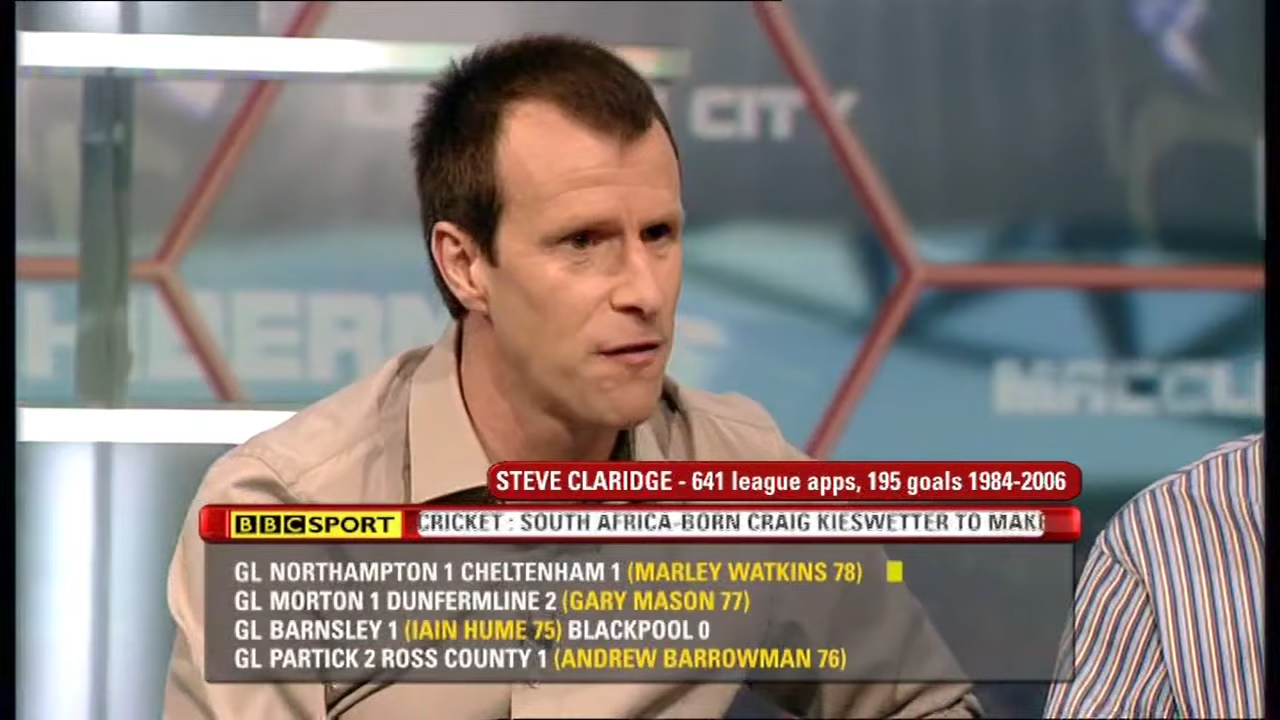 CITY
STEVE CLARIDGE - 641 league apps, 195 goals 1984-2006
BBC SPORT CRICKET : SOUTH AFRICA-BORN CRAIG KIESWETTER TO MAKE
GL NORTHAMPTON 1 CHELTENHAM 1 (MARLEY WATKINS 78)
GL MORTON 1 DUNFERMLINE 2 (GARY MASON 77)
GL BARNSLEY 1 (IAIN HUME 75) BLACKPOOL 0
GL PARTICK 2 ROSS COUNTY 1 (ANDREW BARROWMAN 76)